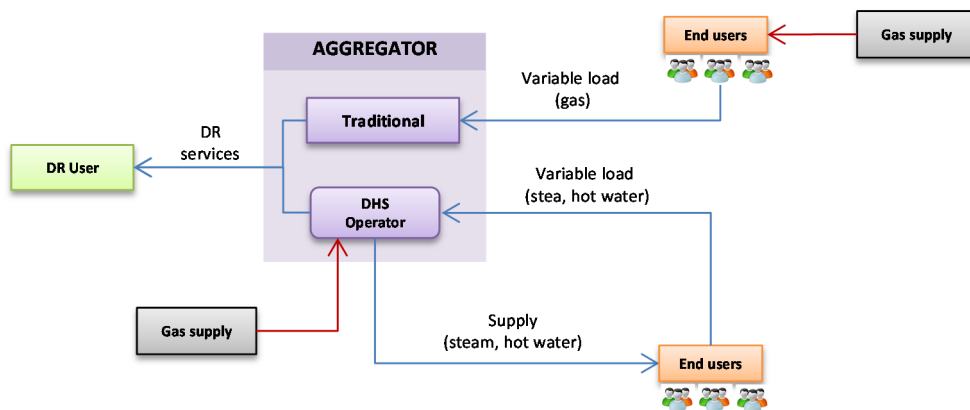 End users
Gas supply
AGGREGATOR
Variable load
(gas)
Traditional
DR
services
DR User
Variable load
(stea, hot water)
DHS
Operator
Gas supply
Supply
(steam, hot water)
End users